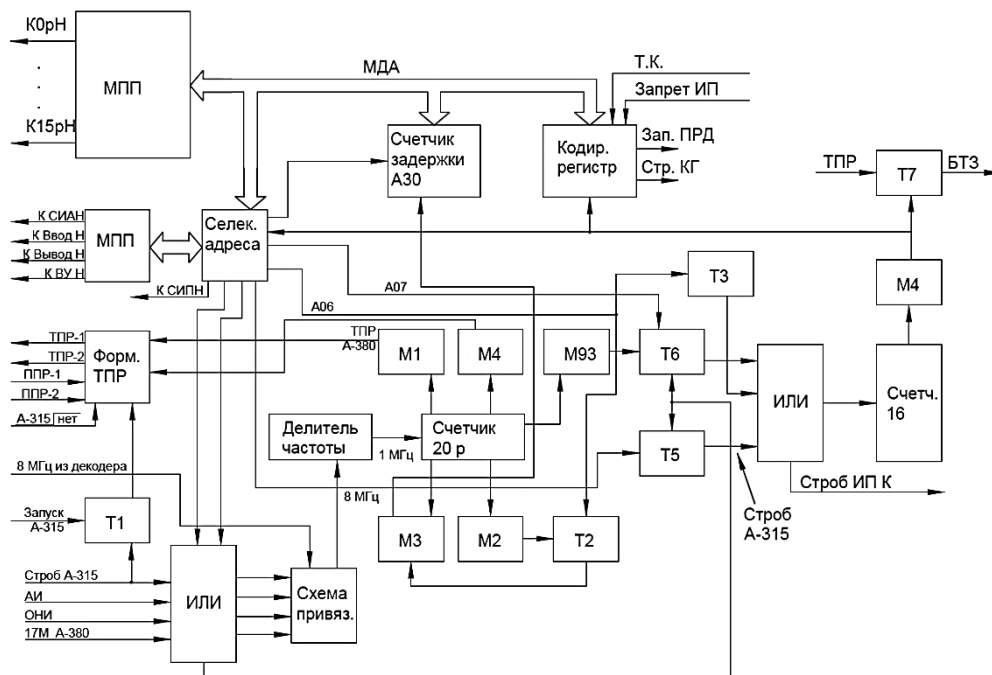 К0рН
МПП
К15рН
МДА
Т.К.
Запрет ИП
Счетчик
задержки
А30
Кодир.
регистр
Зап. ПРД
Стр. КГ
ТПР
Т7
БТЗ
К СИАН
К Ввод Н
К Вывод Н
К ВУ Н
МПП
Селек.
адреса
К СИПН
А07
А06
Т3
М4
ТПР-1
ТПР-2
ППР-1
ППР-2
А-315 нет
Форм.
ТПР
ТПР
А-380
М1
М4
М93
Т6
ИЛИ
Счетч.
16
Делитель
частоты
1 МГц
Счетчик
20 р
Т5
8 МГц из декодера
8 МГц
Строб ИП К
Строб
А-315
Запуск
А-315
Т1
М3
М2
Т2
Строб А-315
АИ
ОНИ
17М А-380
ИЛИ
Схема
привяз.